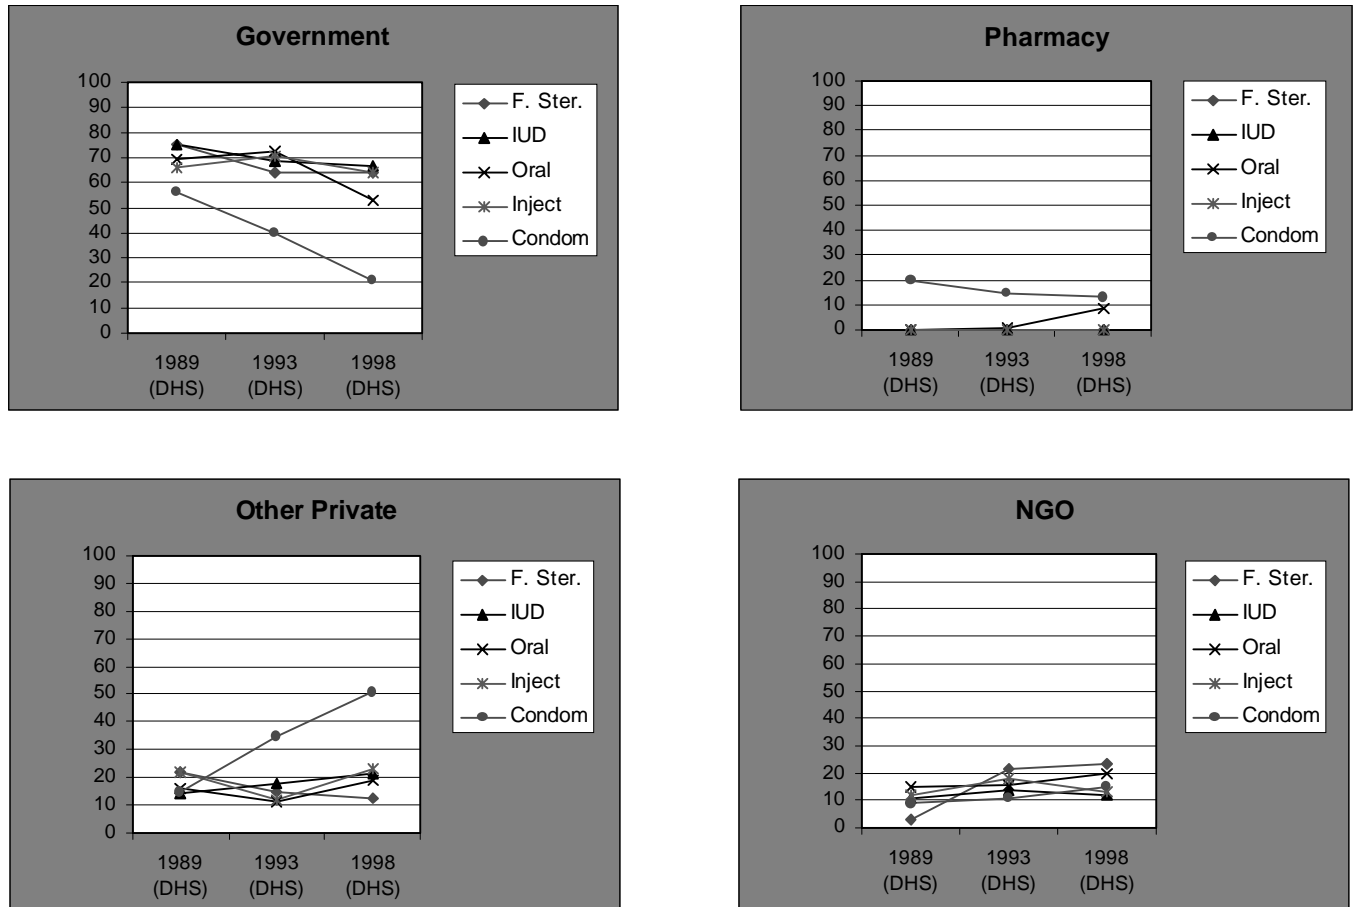 Government
100
90
80
70
60
50
40
30
20
10
0
1989 1993 1998
(DHS) (DHS) (DHS)
F. Ster.
IUD
Oral
Inject
Condom
Pharmacy
100
90
80
70
60
50
40
30
20
10
0
1989 1993 1998
(DHS) (DHS) (DHS)
F. Ster.
IUD
Oral
Inject
Condom
Other Private
100
90
80
70
60
50
40
30
20
10
0
1989 1993 1998
(DHS) (DHS) (DHS)
F. Ster.
IUD
Oral
Inject
Condom
NGO
100
90
80
70
60
50
40
30
20
10
0
1989 1993 1998
(DHS) (DHS) (DHS)
F. Ster.
IUD
Oral
Inject
Condom